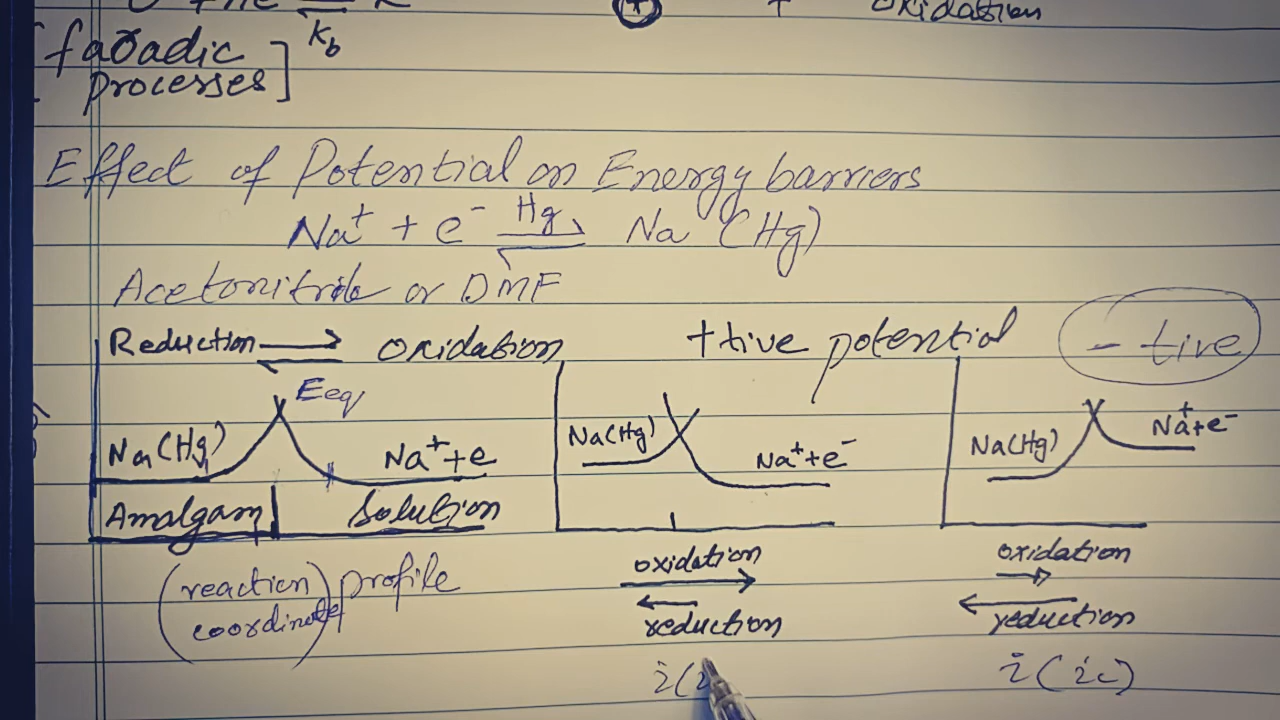 oxidation
[faradic
processes] kb
Effect of Potential on Energy barriers
Na+ + e- Hg ⇌ Na (Hg)
Acetonitrile or DMF
Reduction ⇌ oxidation
+tive potential
- tive
Eeq
Na(Hg)
Na+ + e
Amalgam
Solution
(reaction coordinate) profile
Na(Hg)
Na+ + e-
oxidation
reduction
i(
Na(Hg)
Na+ + e-
oxidation
reduction
i(ic)